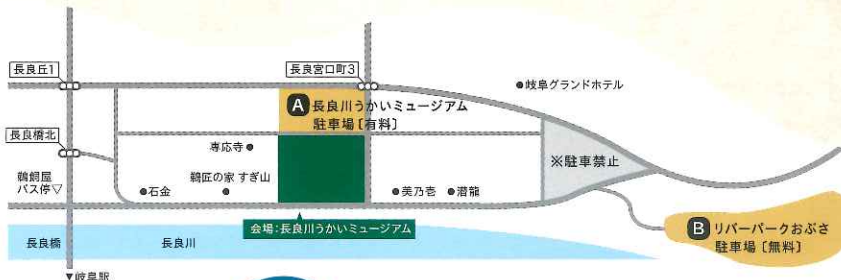 長良丘1
長良宮口町3
●岐阜グランドホテル
A 長良川うかいミュージアム
駐車場〔有料〕
長良橋北
専応寺●
※駐車禁止
鵜飼屋
バス停▽
●石金
鵜匠の家 すぎ山
●
●美乃壱
●潜龍
会場:長良川うかいミュージアム
B リバーパークおぶさ
駐車場〔無料〕
長良橋
長良川
▼岐阜駅